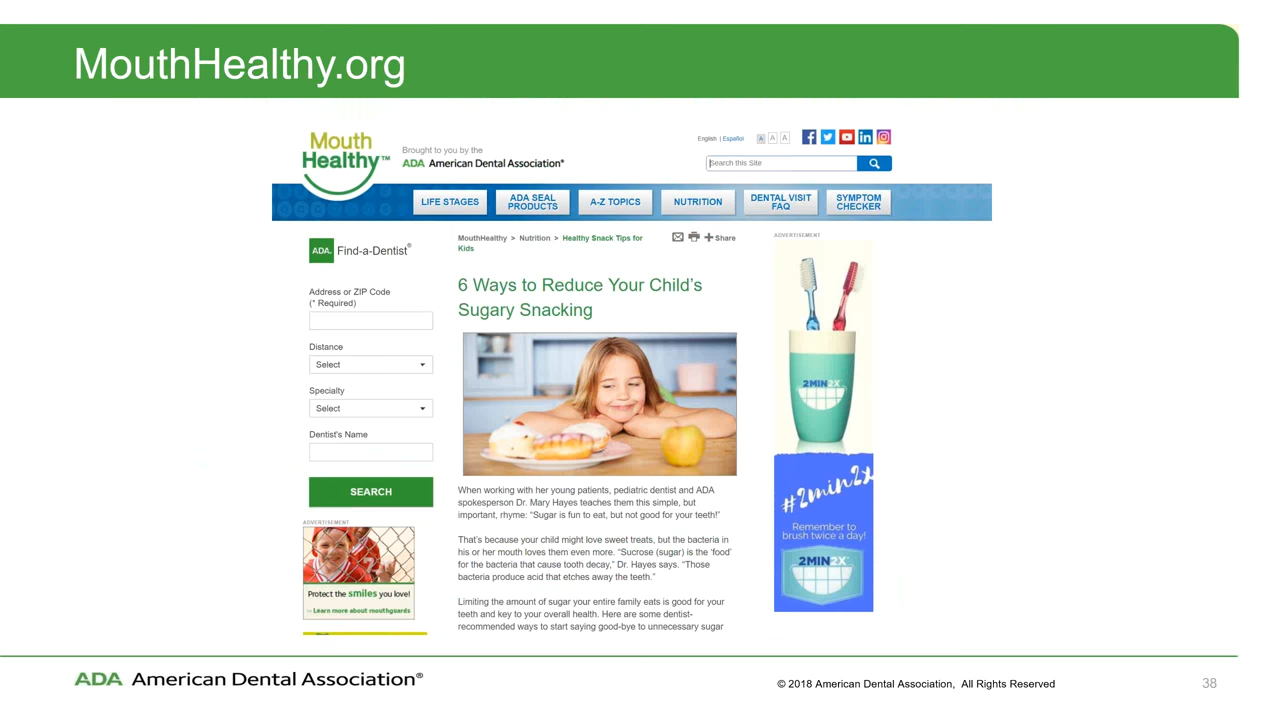 MouthHealthy.org
Mouth
Healthy™
Brought to you by the
ADA American Dental Association®
English | Español
A A A
Search this Site
LIFE STAGES
ADA SEAL
PRODUCTS
A-Z TOPICS
NUTRITION
DENTAL VISIT
FAQ
SYMPTOM
CHECKER
ADA. Find-a-Dentist®
Address or ZIP Code
(* Required)
Distance
Select
Specialty
Select
Dentist's Name
SEARCH
ADVERTISEMENT
Protect the smiles you love!
Learn more about mouthguards
MouthHealthy > Nutrition > Healthy Snack Tips for
Kids
Share
6 Ways to Reduce Your Child's
Sugary Snacking
When working with her young patients, pediatric dentist and ADA
spokesperson Dr. Mary Hayes teaches them this simple, but
important, rhyme: “Sugar is fun to eat, but not good for your teeth!”
That’s because your child might love sweet treats, but the bacteria in
his or her mouth loves them even more. “Sucrose (sugar) is the ‘food’
for the bacteria that cause tooth decay,” Dr. Hayes says. “Those
bacteria produce acid that etches away the teeth.”
Limiting the amount of sugar your entire family eats is good for your
teeth and key to your overall health. Here are some dentist-
recommended ways to start saying good-bye to unnecessary sugar
ADVERTISEMENT
2MIN2X
#2min2x
Remember to
brush twice a day!
2MIN2X
ADA American Dental Association®
© 2018 American Dental Association, All Rights Reserved
38